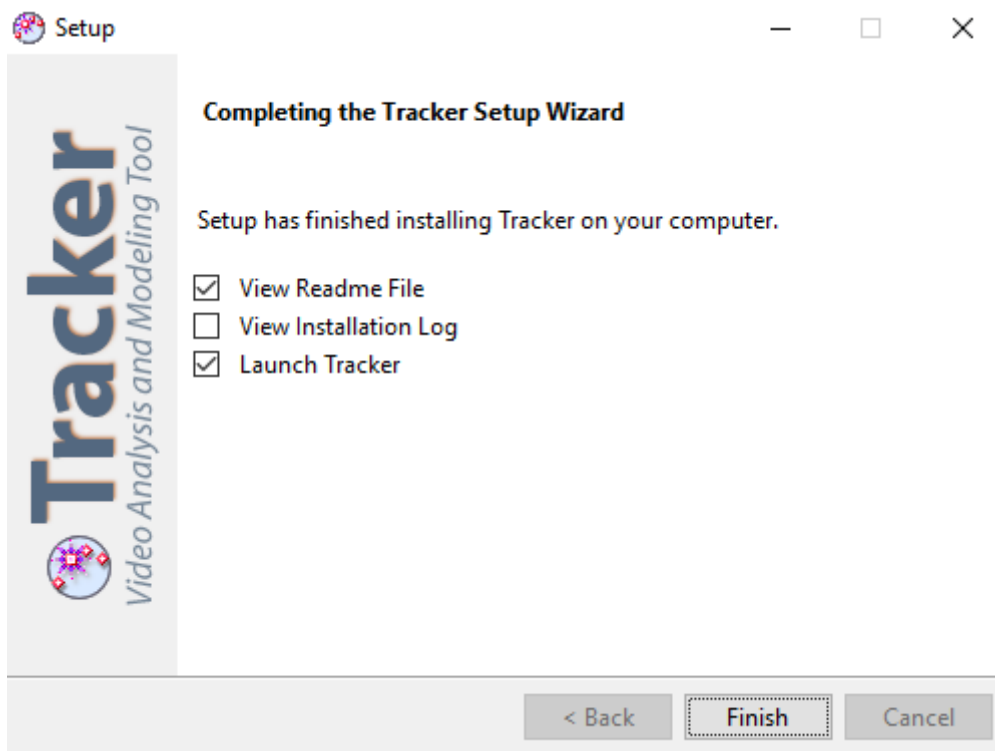 Setup
Tracker
Video Analysis and Modeling Tool
Completing the Tracker Setup Wizard
Setup has finished installing Tracker on your computer.
View Readme File
View Installation Log
Launch Tracker
< Back
Finish
Cancel